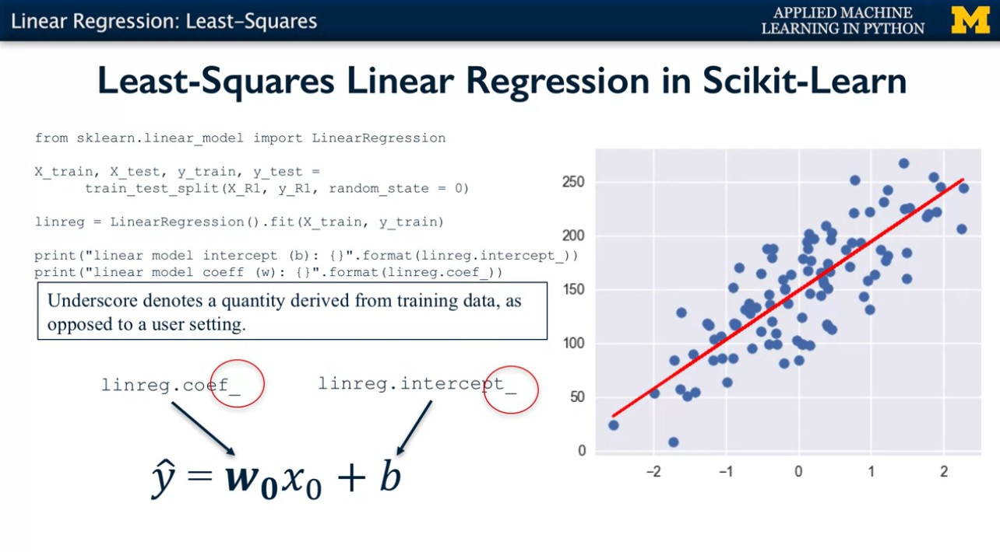 Linear Regression: Least-Squares
APPLIED MACHINE
LEARNING IN PYTHON
M
Least-Squares Linear Regression in Scikit-Learn
from sklearn.linear_model import LinearRegression
X_train, X_test, y_train, y_test =
train_test_split(X_R1, y_R1, random_state = 0)
linreg = LinearRegression().fit(X_train, y_train)
print("linear model intercept (b): {}".format(linreg.intercept_))
print("linear model coeff (w): {}".format(linreg.coef_))
Underscore denotes a quantity derived from training data, as
opposed to a user setting.
linreg.coef_
linreg.intercept_
ŷ = w₀x₀ + b
250
200
150
100
50
0
−2 −1 0 1 2